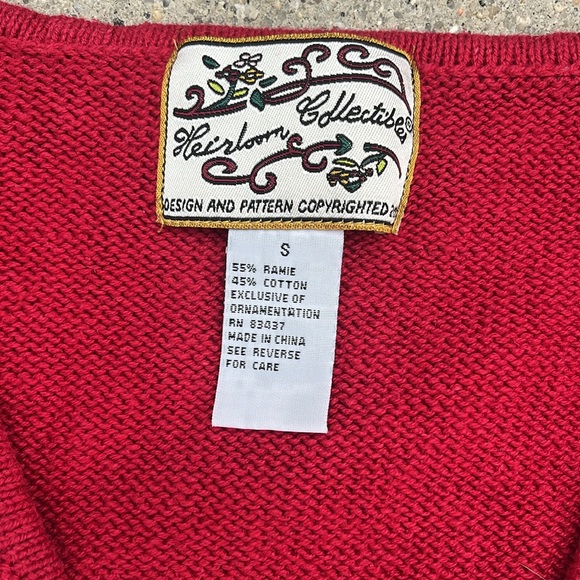 Heirloom Collectibles®
DESIGN AND PATTERN COPYRIGHTED
S
55% RAMIE
45% COTTON
EXCLUSIVE OF
ORNAMENTATION
RN 83437
MADE IN CHINA
SEE REVERSE
FOR CARE